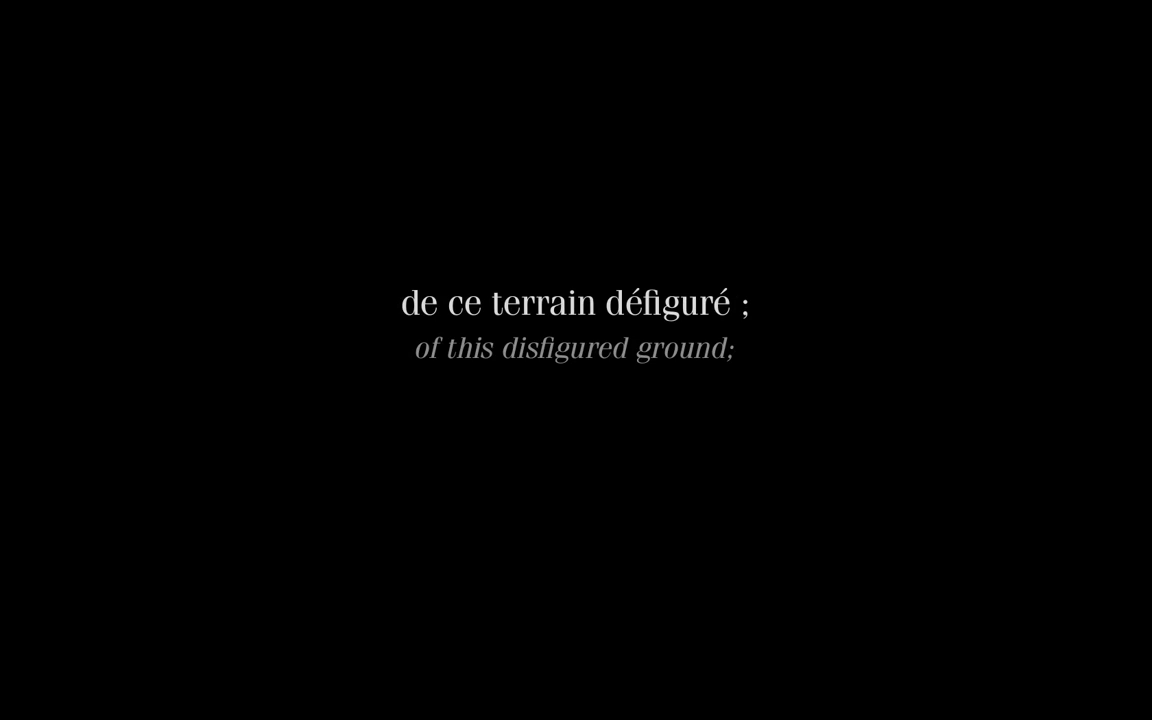 de ce terrain défiguré ;
of this disfigured ground;